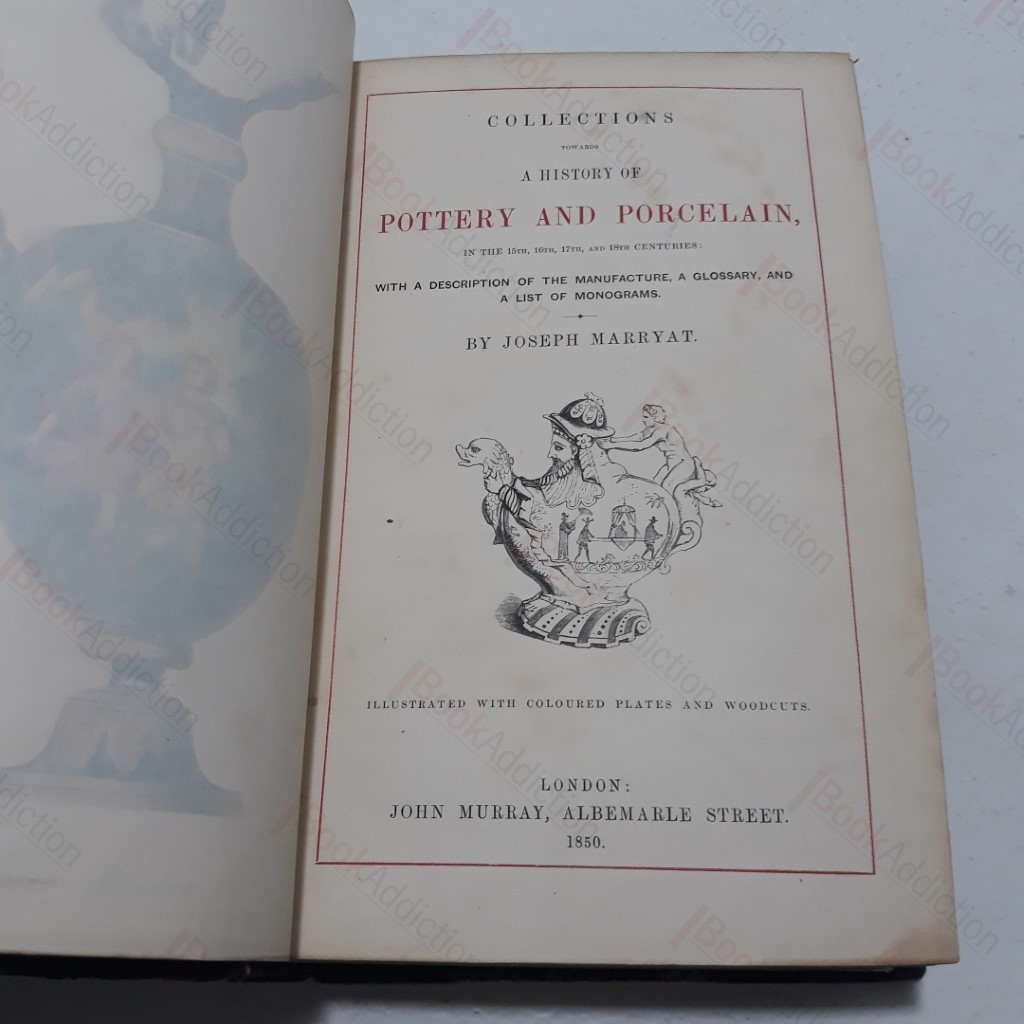 COLLECTIONS
TOWARDS
A HISTORY OF
POTTERY AND PORCELAIN,
IN THE 15TH, 16TH, 17TH, AND 18TH CENTURIES:
WITH A DESCRIPTION OF THE MANUFACTURE, A GLOSSARY, AND
A LIST OF MONOGRAMS.
BY JOSEPH MARRYAT.
ILLUSTRATED WITH COLOURED PLATES AND WOODCUTS.
LONDON:
JOHN MURRAY, ALBEMARLE STREET.
1850.
BookAddiction